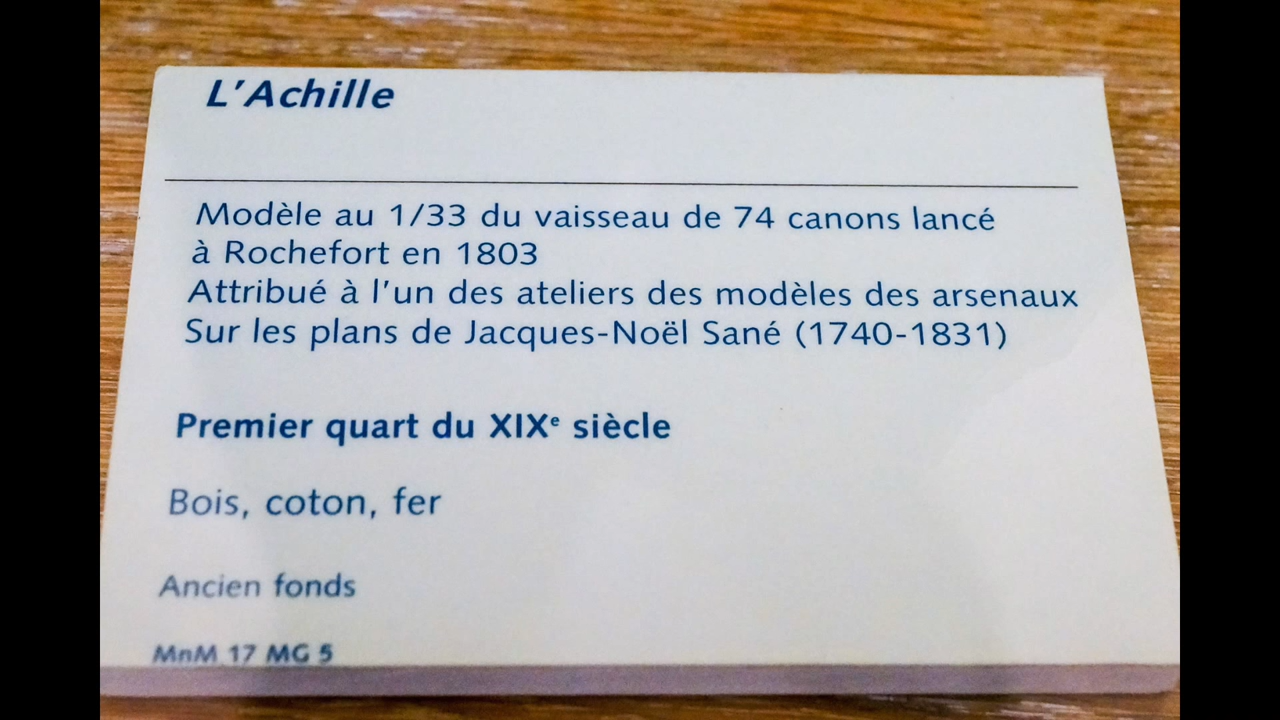 L'Achille
Modèle au 1/33 du vaisseau de 74 canons lancé
à Rochefort en 1803
Attribué à l'un des ateliers des modèles des arsenaux
Sur les plans de Jacques-Noël Sané (1740-1831)
Premier quart du XIXe siècle
Bois, coton, fer
Ancien fonds
MnM 17 MG 5